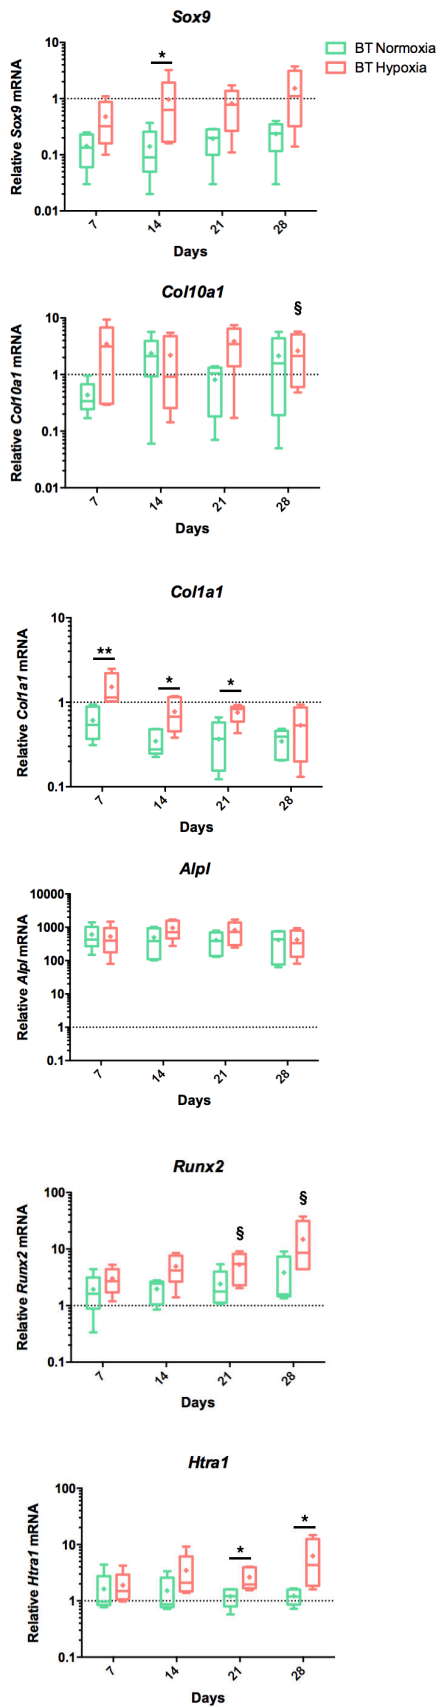 Sox9
BT Normoxia
BT Hypoxia
Relative Sox9 mRNA
10
1
0.1
0.01
*
7
14
21
28
Days
Col10a1
Relative Col10a1 mRNA
10
1
0.1
0.01
§
7
14
21
28
Days
Col1a1
Relative Col1a1 mRNA
10
1
0.1
**
*
*
7
14
21
28
Days
Alpl
Relative Alpl mRNA
10000
1000
100
10
1
0.1
7
14
21
28
Days
Runx2
Relative Runx2 mRNA
100
10
1
0.1
§
§
7
14
21
28
Days
Htra1
Relative Htra1 mRNA
100
10
1
0.1
*
*
7
14
21
28
Days